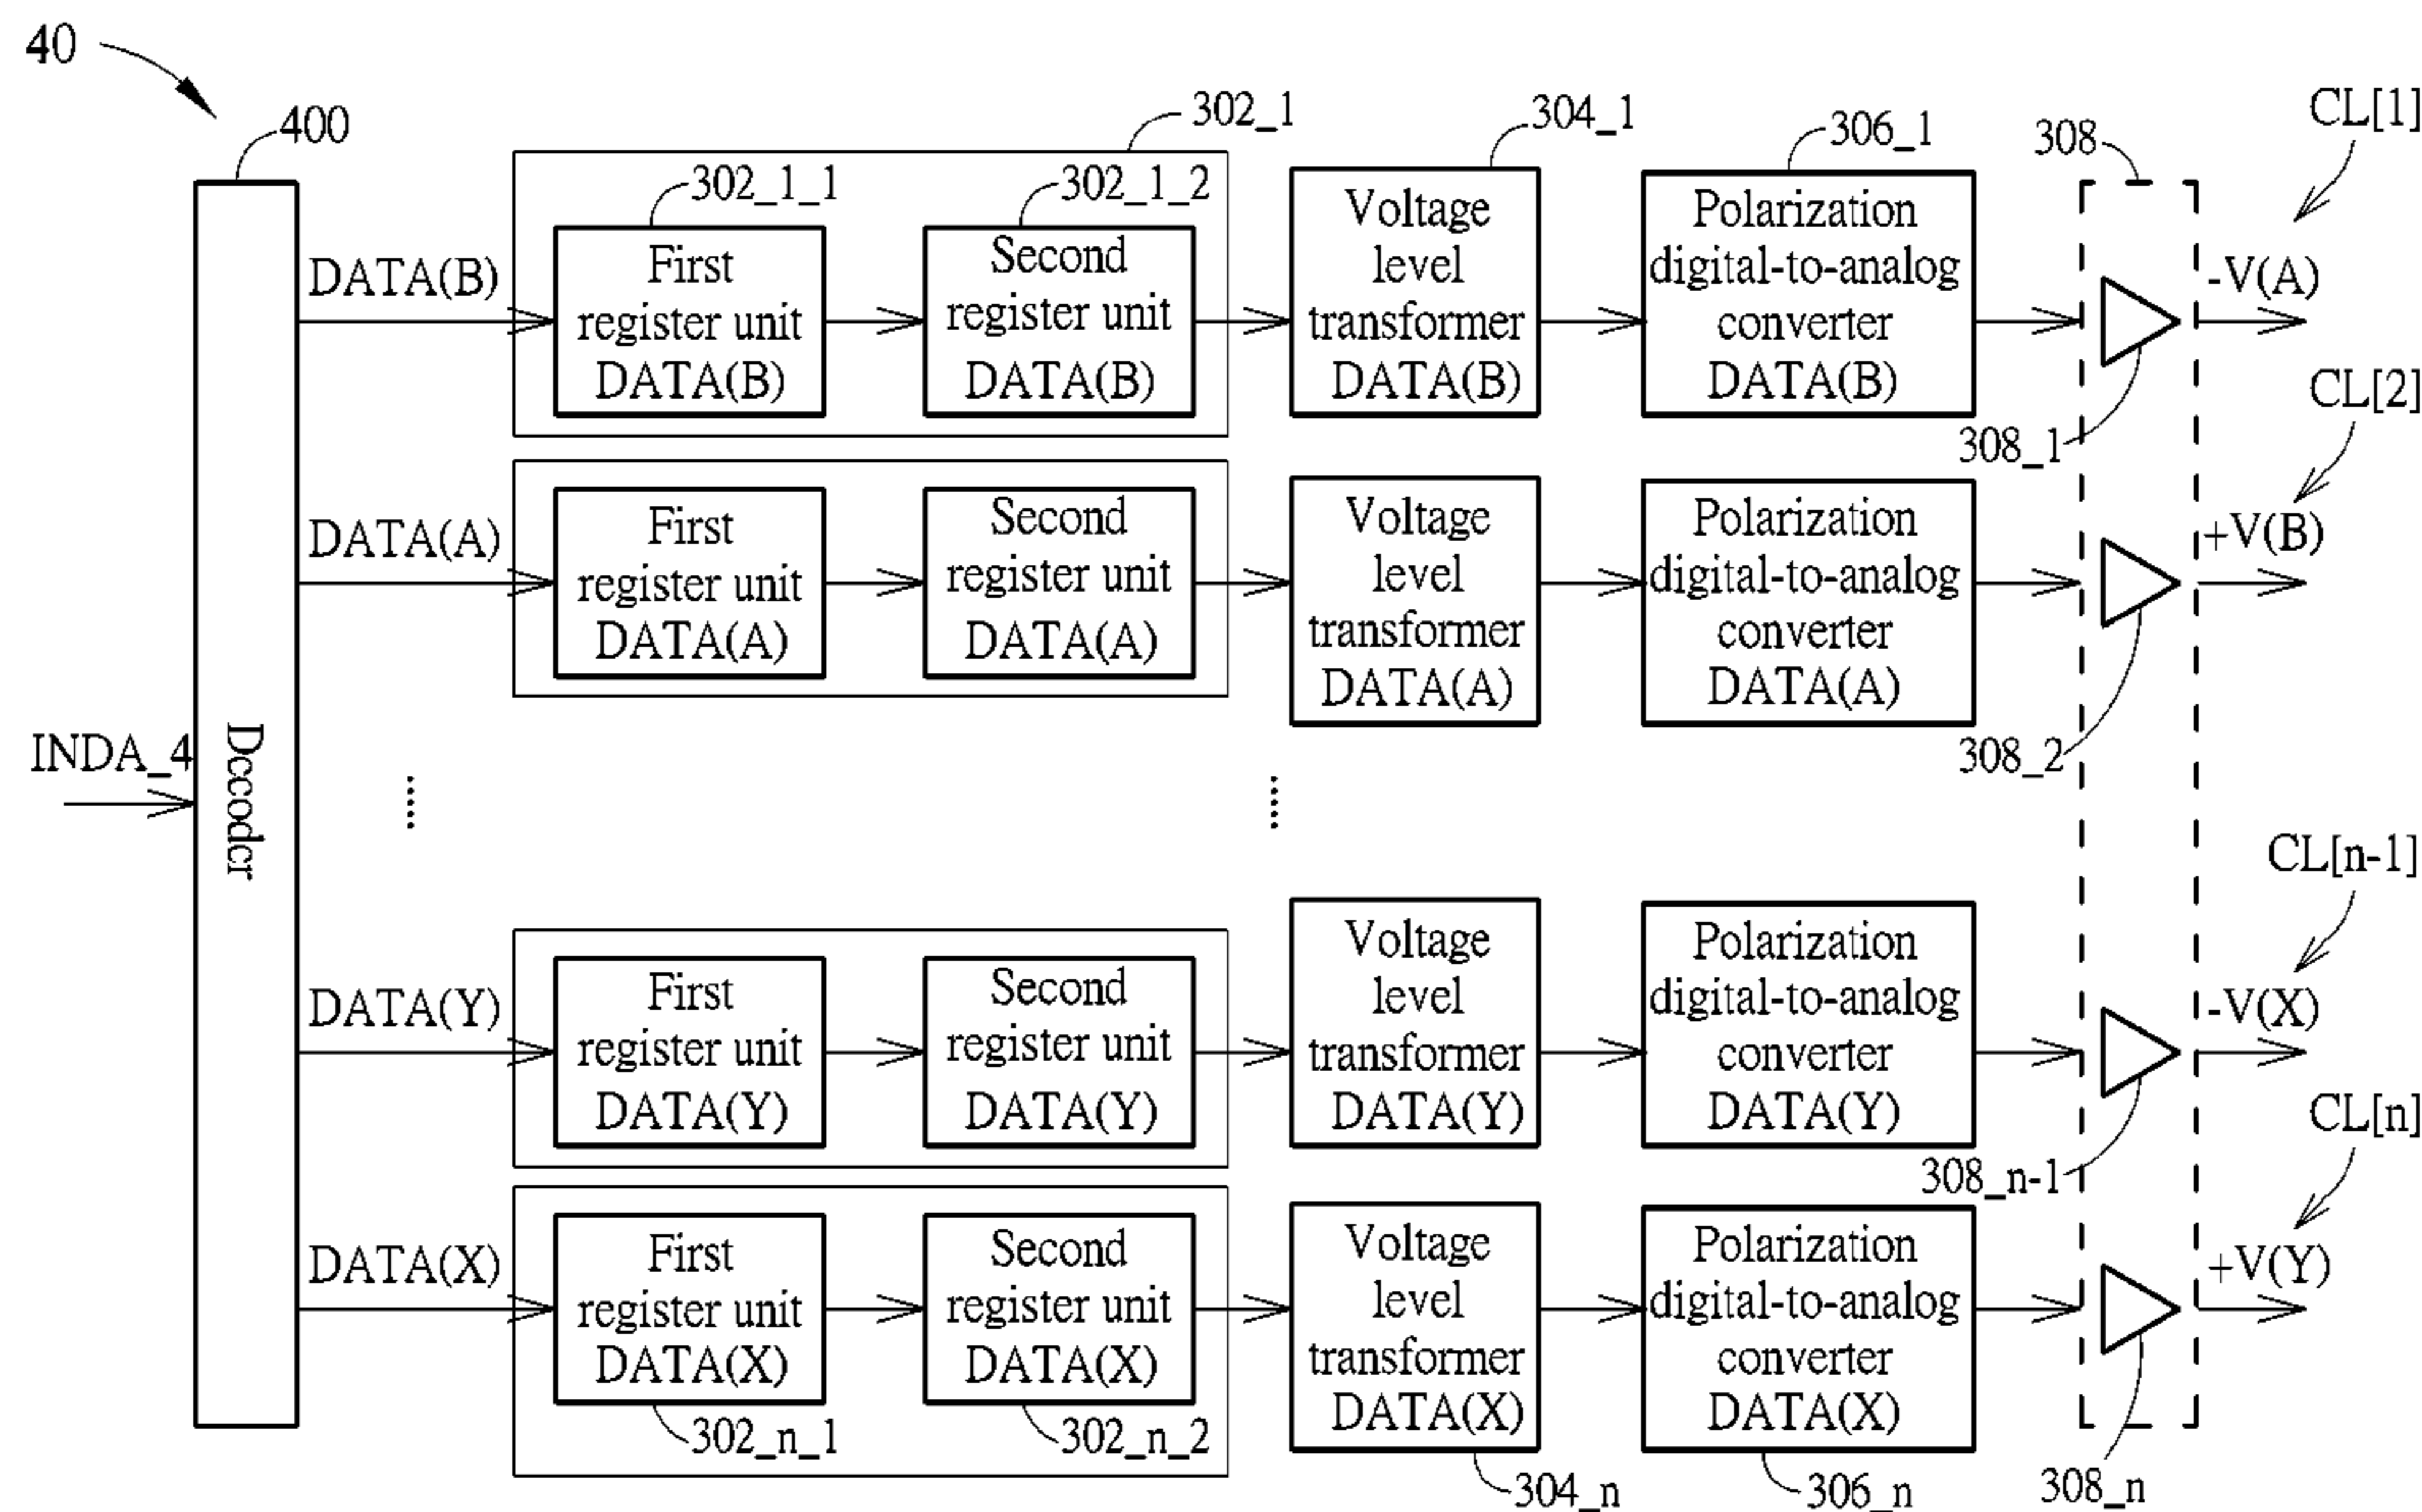 40
400
302_1
304_1
306_1
308
CL[1]
302_1_1
302_1_2
DATA(B)
First
register unit
DATA(B)
Second
register unit
DATA(B)
Voltage
level
transformer
DATA(B)
Polarization
digital-to-analog
converter
DATA(B)
-V(A)
308_1
CL[2]
DATA(A)
First
register unit
DATA(A)
Second
register unit
DATA(A)
Voltage
level
transformer
DATA(A)
Polarization
digital-to-analog
converter
DATA(A)
+V(B)
308_2
INDA_4
Decoder
CL[n-1]
DATA(Y)
First
register unit
DATA(Y)
Second
register unit
DATA(Y)
Voltage
level
transformer
DATA(Y)
Polarization
digital-to-analog
converter
DATA(Y)
-V(X)
308_n-1
CL[n]
DATA(X)
First
register unit
DATA(X)
Second
register unit
DATA(X)
Voltage
level
transformer
DATA(X)
Polarization
digital-to-analog
converter
DATA(X)
+V(Y)
302_n_1
302_n_2
304_n
306_n
308_n